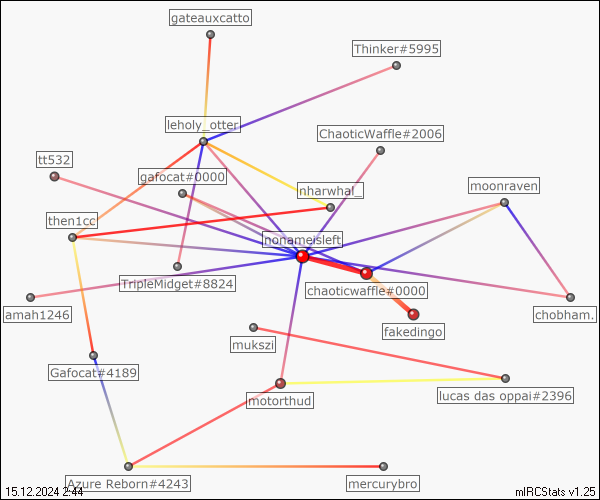 gateauxcatto
Thinker#5995
leholy_otter
ChaoticWaffle#2006
tt532
gafocat#0000
nharwhal_
moonraven
then1cc
nonameisleft
TripleMidget#8824
chaoticwaffle#0000
amah1246
chobham.
fakedingo
mukszi
Gafocat#4189
motorthud
lucas das oppai#2396
Azure Reborn#4243
mercurybro
15.12.2024 2:44
mIRCStats v1.25